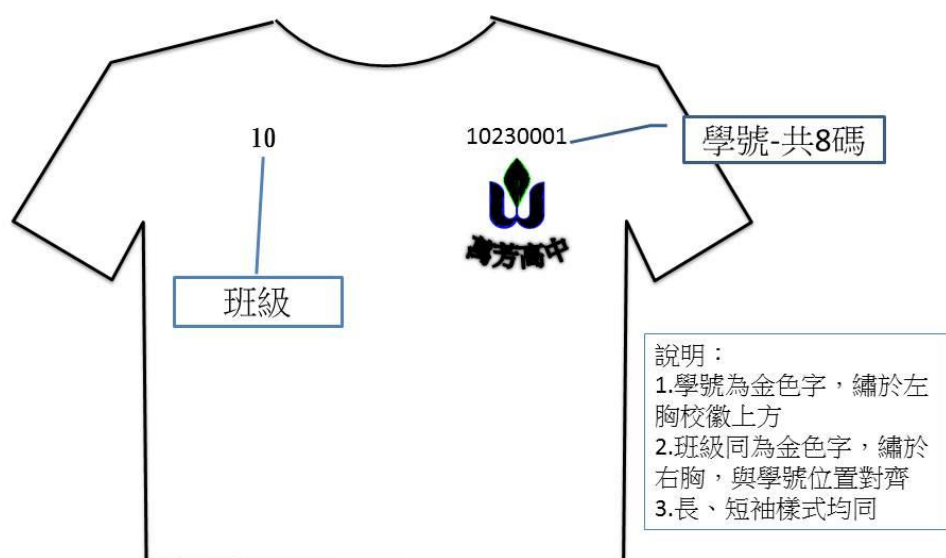 10
10230001
學號-共8碼
萬芳高中
班級
說明：
1.學號為金色字，繡於左
胸校徽上方
2.班級同為金色字，繡於
右胸，與學號位置對齊
3.長、短袖樣式均同